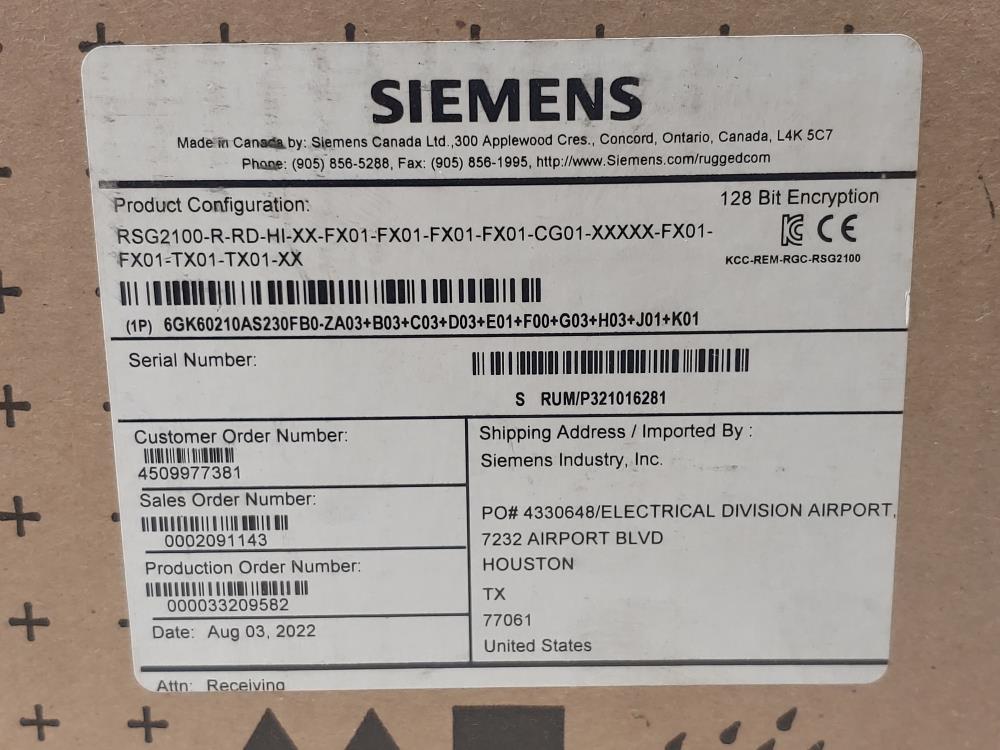 SIEMENS
Made in Canada by: Siemens Canada Ltd.,300 Applewood Cres., Concord, Ontario, Canada, L4K 5C7
Phone: (905) 856-5288, Fax: (905) 856-1995, http://www.Siemens.com/ruggedcom
Product Configuration:
128 Bit Encryption
RSG2100-R-RD-HI-XX-FX01-FX01-FX01-FX01-CG01-XXXXX-FX01-
FX01-TX01-TX01-XX
CE
KCC-REM-RGC-RSG2100
(1P) 6GK60210AS230FB0-ZA03+B03+C03+D03+E01+F00+G03+H03+J01+K01
Serial Number:
S RUM/P321016281
Customer Order Number:
4509977381
Sales Order Number:
0002091143
Production Order Number:
000033209582
Date: Aug 03, 2022
Shipping Address / Imported By :
Siemens Industry, Inc.
PO# 4330648/ELECTRICAL DIVISION AIRPORT,
7232 AIRPORT BLVD
HOUSTON
TX
77061
United States
Attn: Receiving